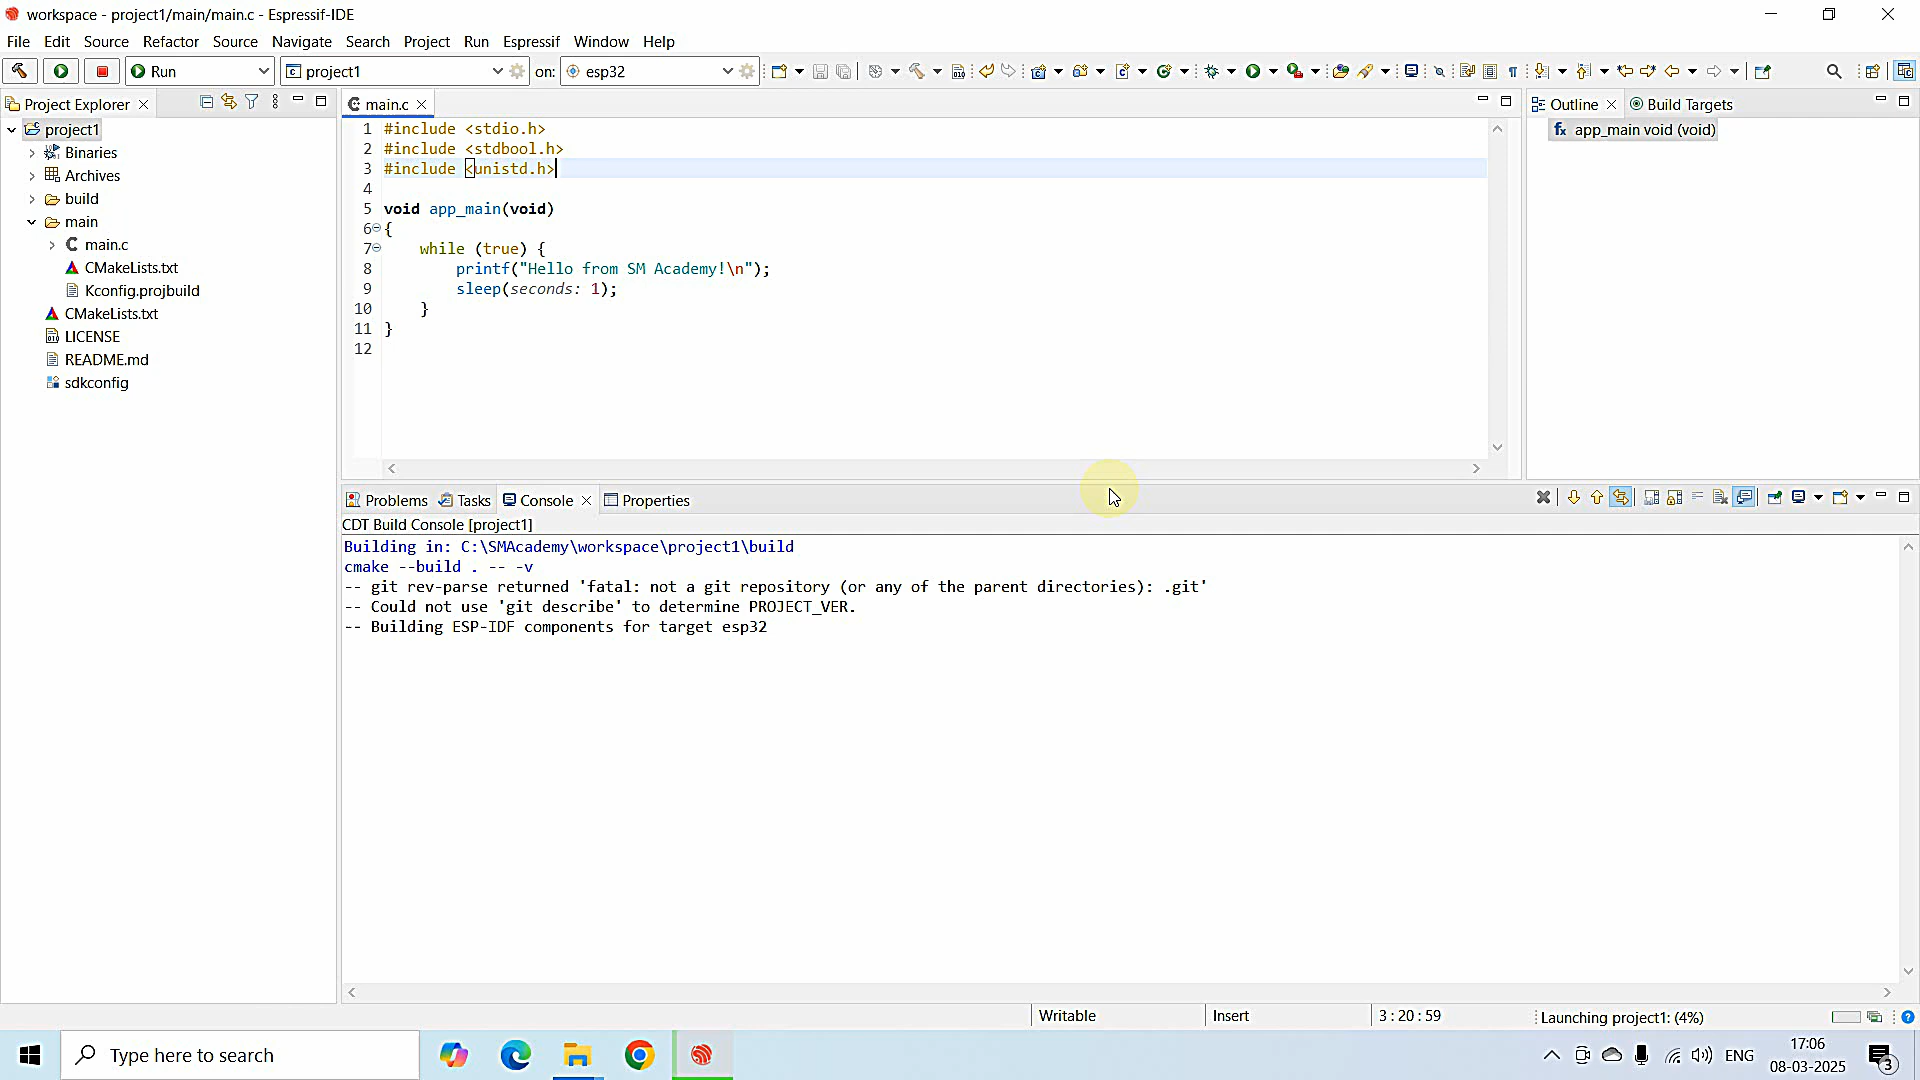 workspace - project1/main/main.c - Espressif-IDE
File Edit Source Refactor Source Navigate Search Project Run Espressif Window Help
Run project1 on: esp32
Project Explorer
project1
Binaries
Archives
build
main
main.c
CMakeLists.txt
Kconfig.projbuild
CMakeLists.txt
LICENSE
README.md
sdkconfig
main.c
1 #include <stdio.h>
2 #include <stdbool.h>
3 #include <unistd.h>
4
5 void app_main(void)
6 {
7 while (true) {
8 printf("Hello from SM Academy!\n");
9 sleep(seconds: 1);
10 }
11 }
12
Outline Build Targets
app_main void (void)
Problems Tasks Console Properties
CDT Build Console [project1]
Building in: C:\SMAcademy\workspace\project1\build
cmake --build . -- -v
-- git rev-parse returned 'fatal: not a git repository (or any of the parent directories): .git'
-- Could not use 'git describe' to determine PROJECT_VER.
-- Building ESP-IDF components for target esp32
Writable Insert 3 : 20 : 59 Launching project1: (4%)
Type here to search
ENG
17:06
08-03-2025
3